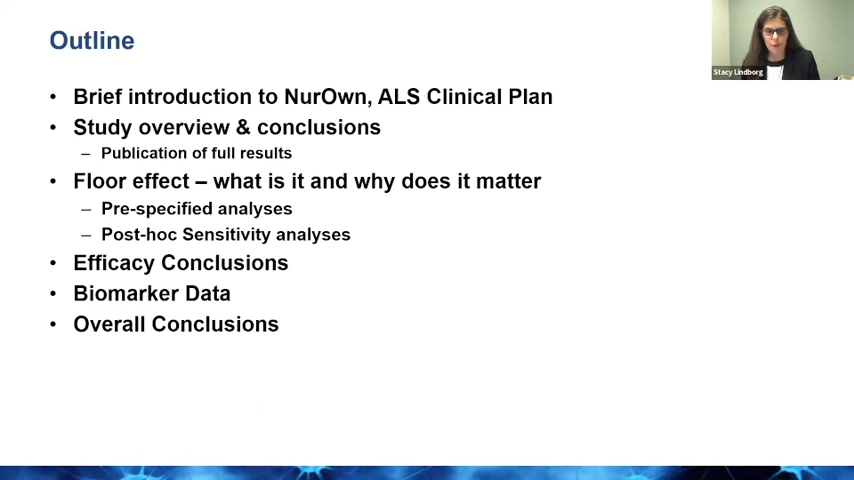 Outline
Stacy Lindborg
• Brief introduction to NurOwn, ALS Clinical Plan
• Study overview & conclusions
– Publication of full results
• Floor effect – what is it and why does it matter
– Pre-specified analyses
– Post-hoc Sensitivity analyses
• Efficacy Conclusions
• Biomarker Data
• Overall Conclusions